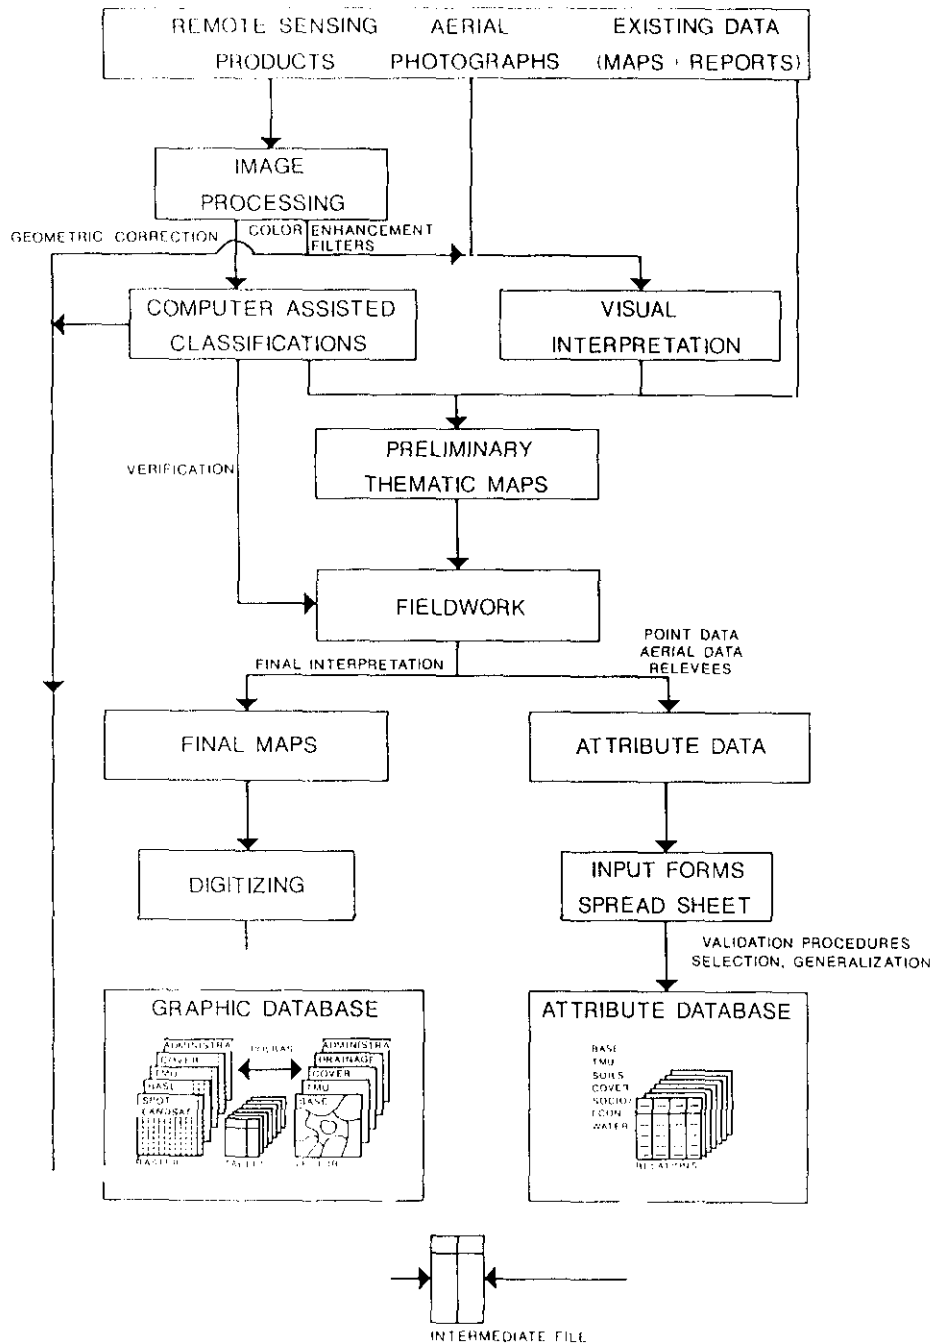 REMOTE SENSING PRODUCTS
AERIAL PHOTOGRAPHS
EXISTING DATA (MAPS + REPORTS)
IMAGE
PROCESSING
GEOMETRIC CORRECTION
COLOR ENHANCEMENT
FILTERS
COMPUTER ASSISTED
CLASSIFICATIONS
VISUAL
INTERPRETATION
VERIFICATION
PRELIMINARY
THEMATIC MAPS
FIELDWORK
FINAL INTERPRETATION
POINT DATA
AERIAL DATA
RELEVEES
FINAL MAPS
ATTRIBUTE DATA
DIGITIZING
INPUT FORMS
SPREAD SHEET
VALIDATION PROCEDURES
SELECTION, GENERALIZATION
GRAPHIC DATABASE
ADMINISTRA
COVER
TMU
BASE
SPOT
LANDSAT
RASTER
ADMINISTRA
DRAINAGE
COVER
TMU
BASE
ATTRIBUTE DATABASE
BASE
TMU
SOILS
COVER
SOCIO/
ECON
WATER
RELATIONS
INTERMEDIATE FILE